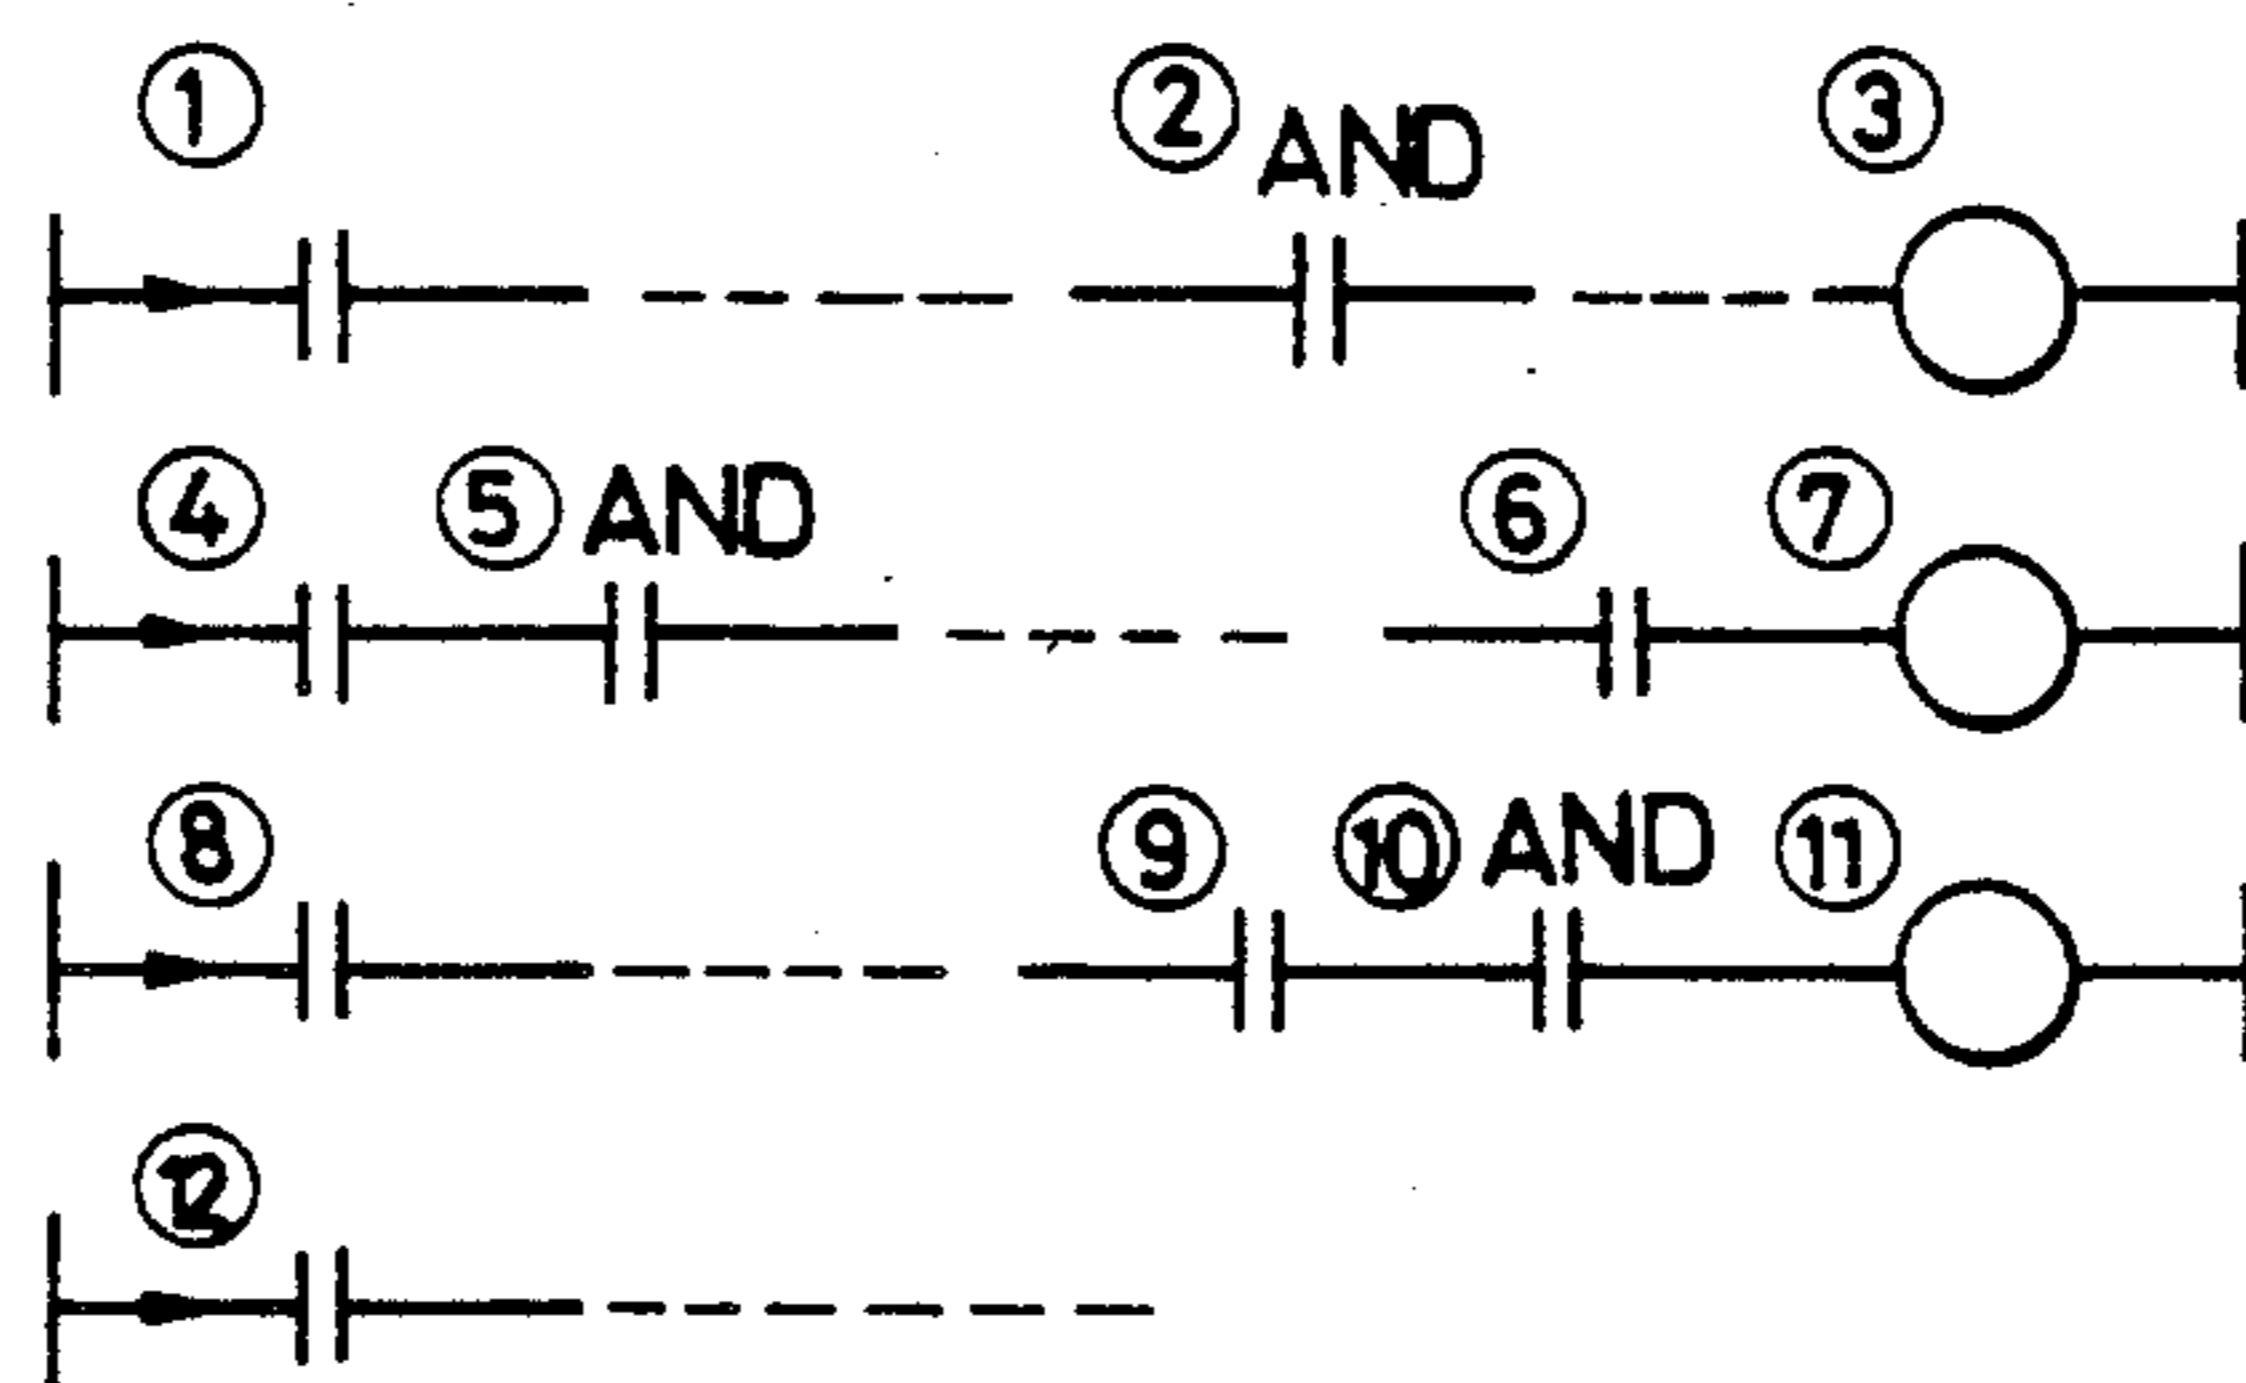 ① ② AND ③
④ ⑤ AND ⑥ ⑦
⑧ ⑨ ⑩ AND ⑪
⑫